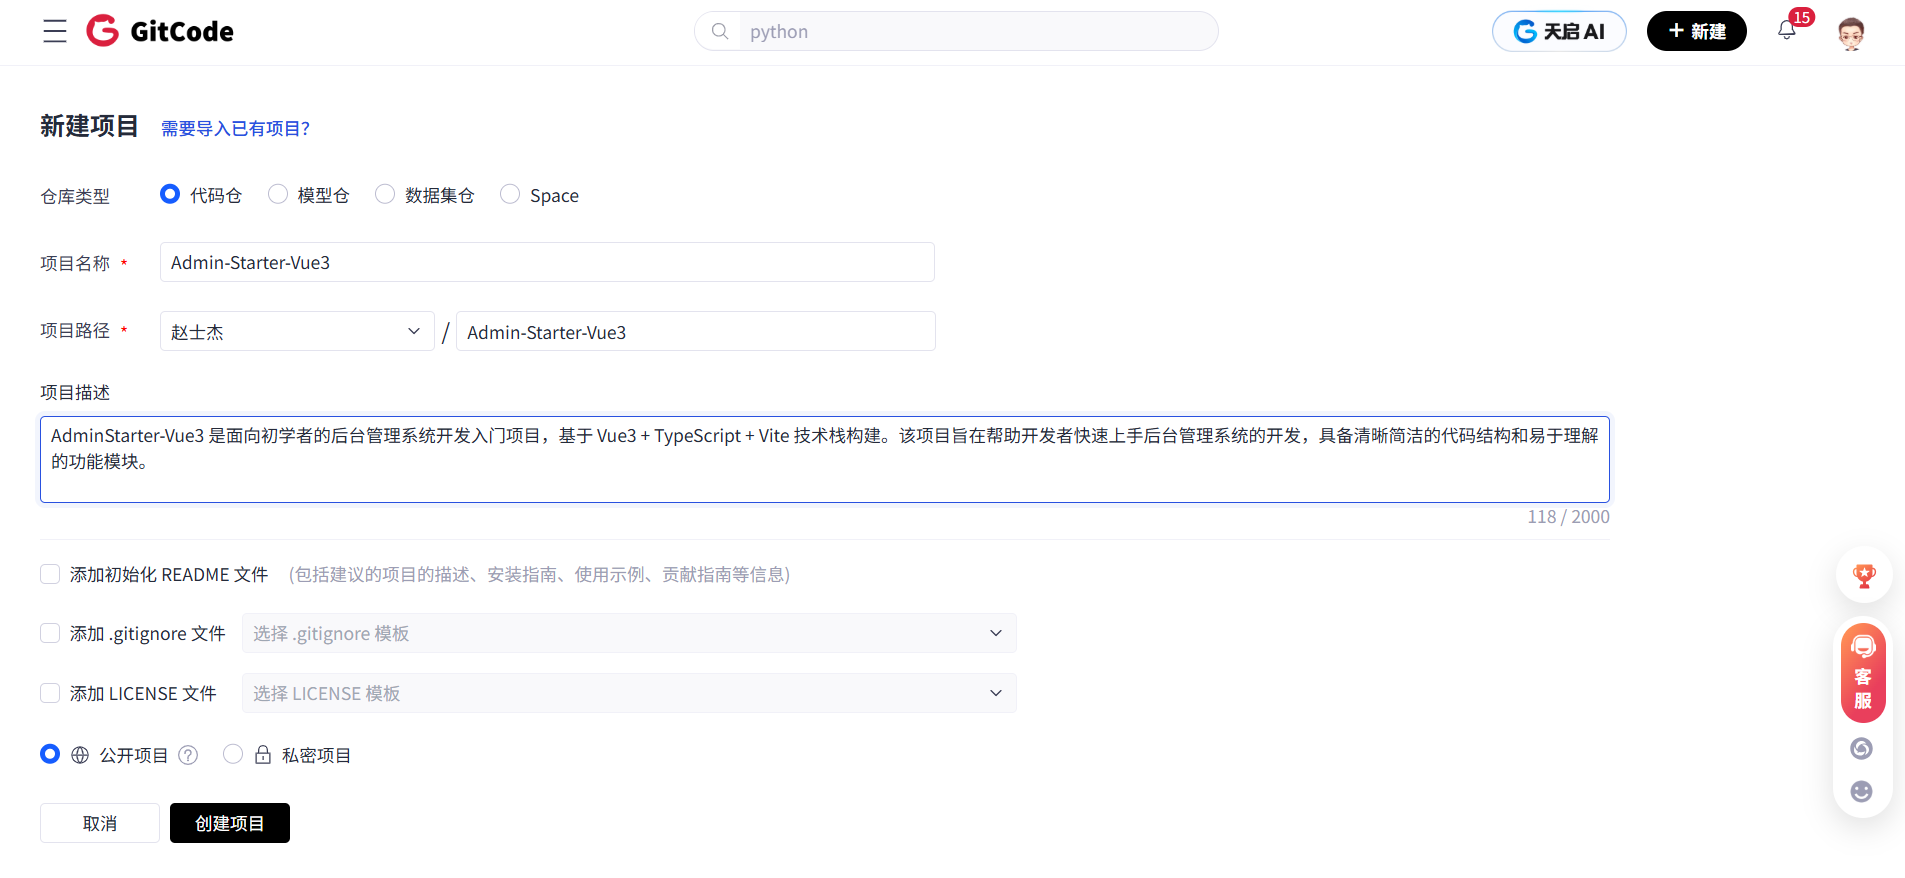 GitCode
python
天启 AI
新建
15
新建项目 需要导入已有项目?
仓库类型 代码仓 模型仓 数据集仓 Space
项目名称 * Admin-Starter-Vue3
项目路径 * 赵士杰 / Admin-Starter-Vue3
项目描述
AdminStarter-Vue3 是面向初学者的后台管理系统开发入门项目，基于 Vue3 + TypeScript + Vite 技术栈构建。该项目旨在帮助开发者快速上手后台管理系统的开发，具备清晰简洁的代码结构和易于理解
的功能模块。
118 / 2000
添加初始化 README 文件 (包括建议的项目的描述、安装指南、使用示例、贡献指南等信息)
添加 .gitignore 文件 选择 .gitignore 模板
添加 LICENSE 文件 选择 LICENSE 模板
公开项目 私密项目
取消 创建项目
客
服